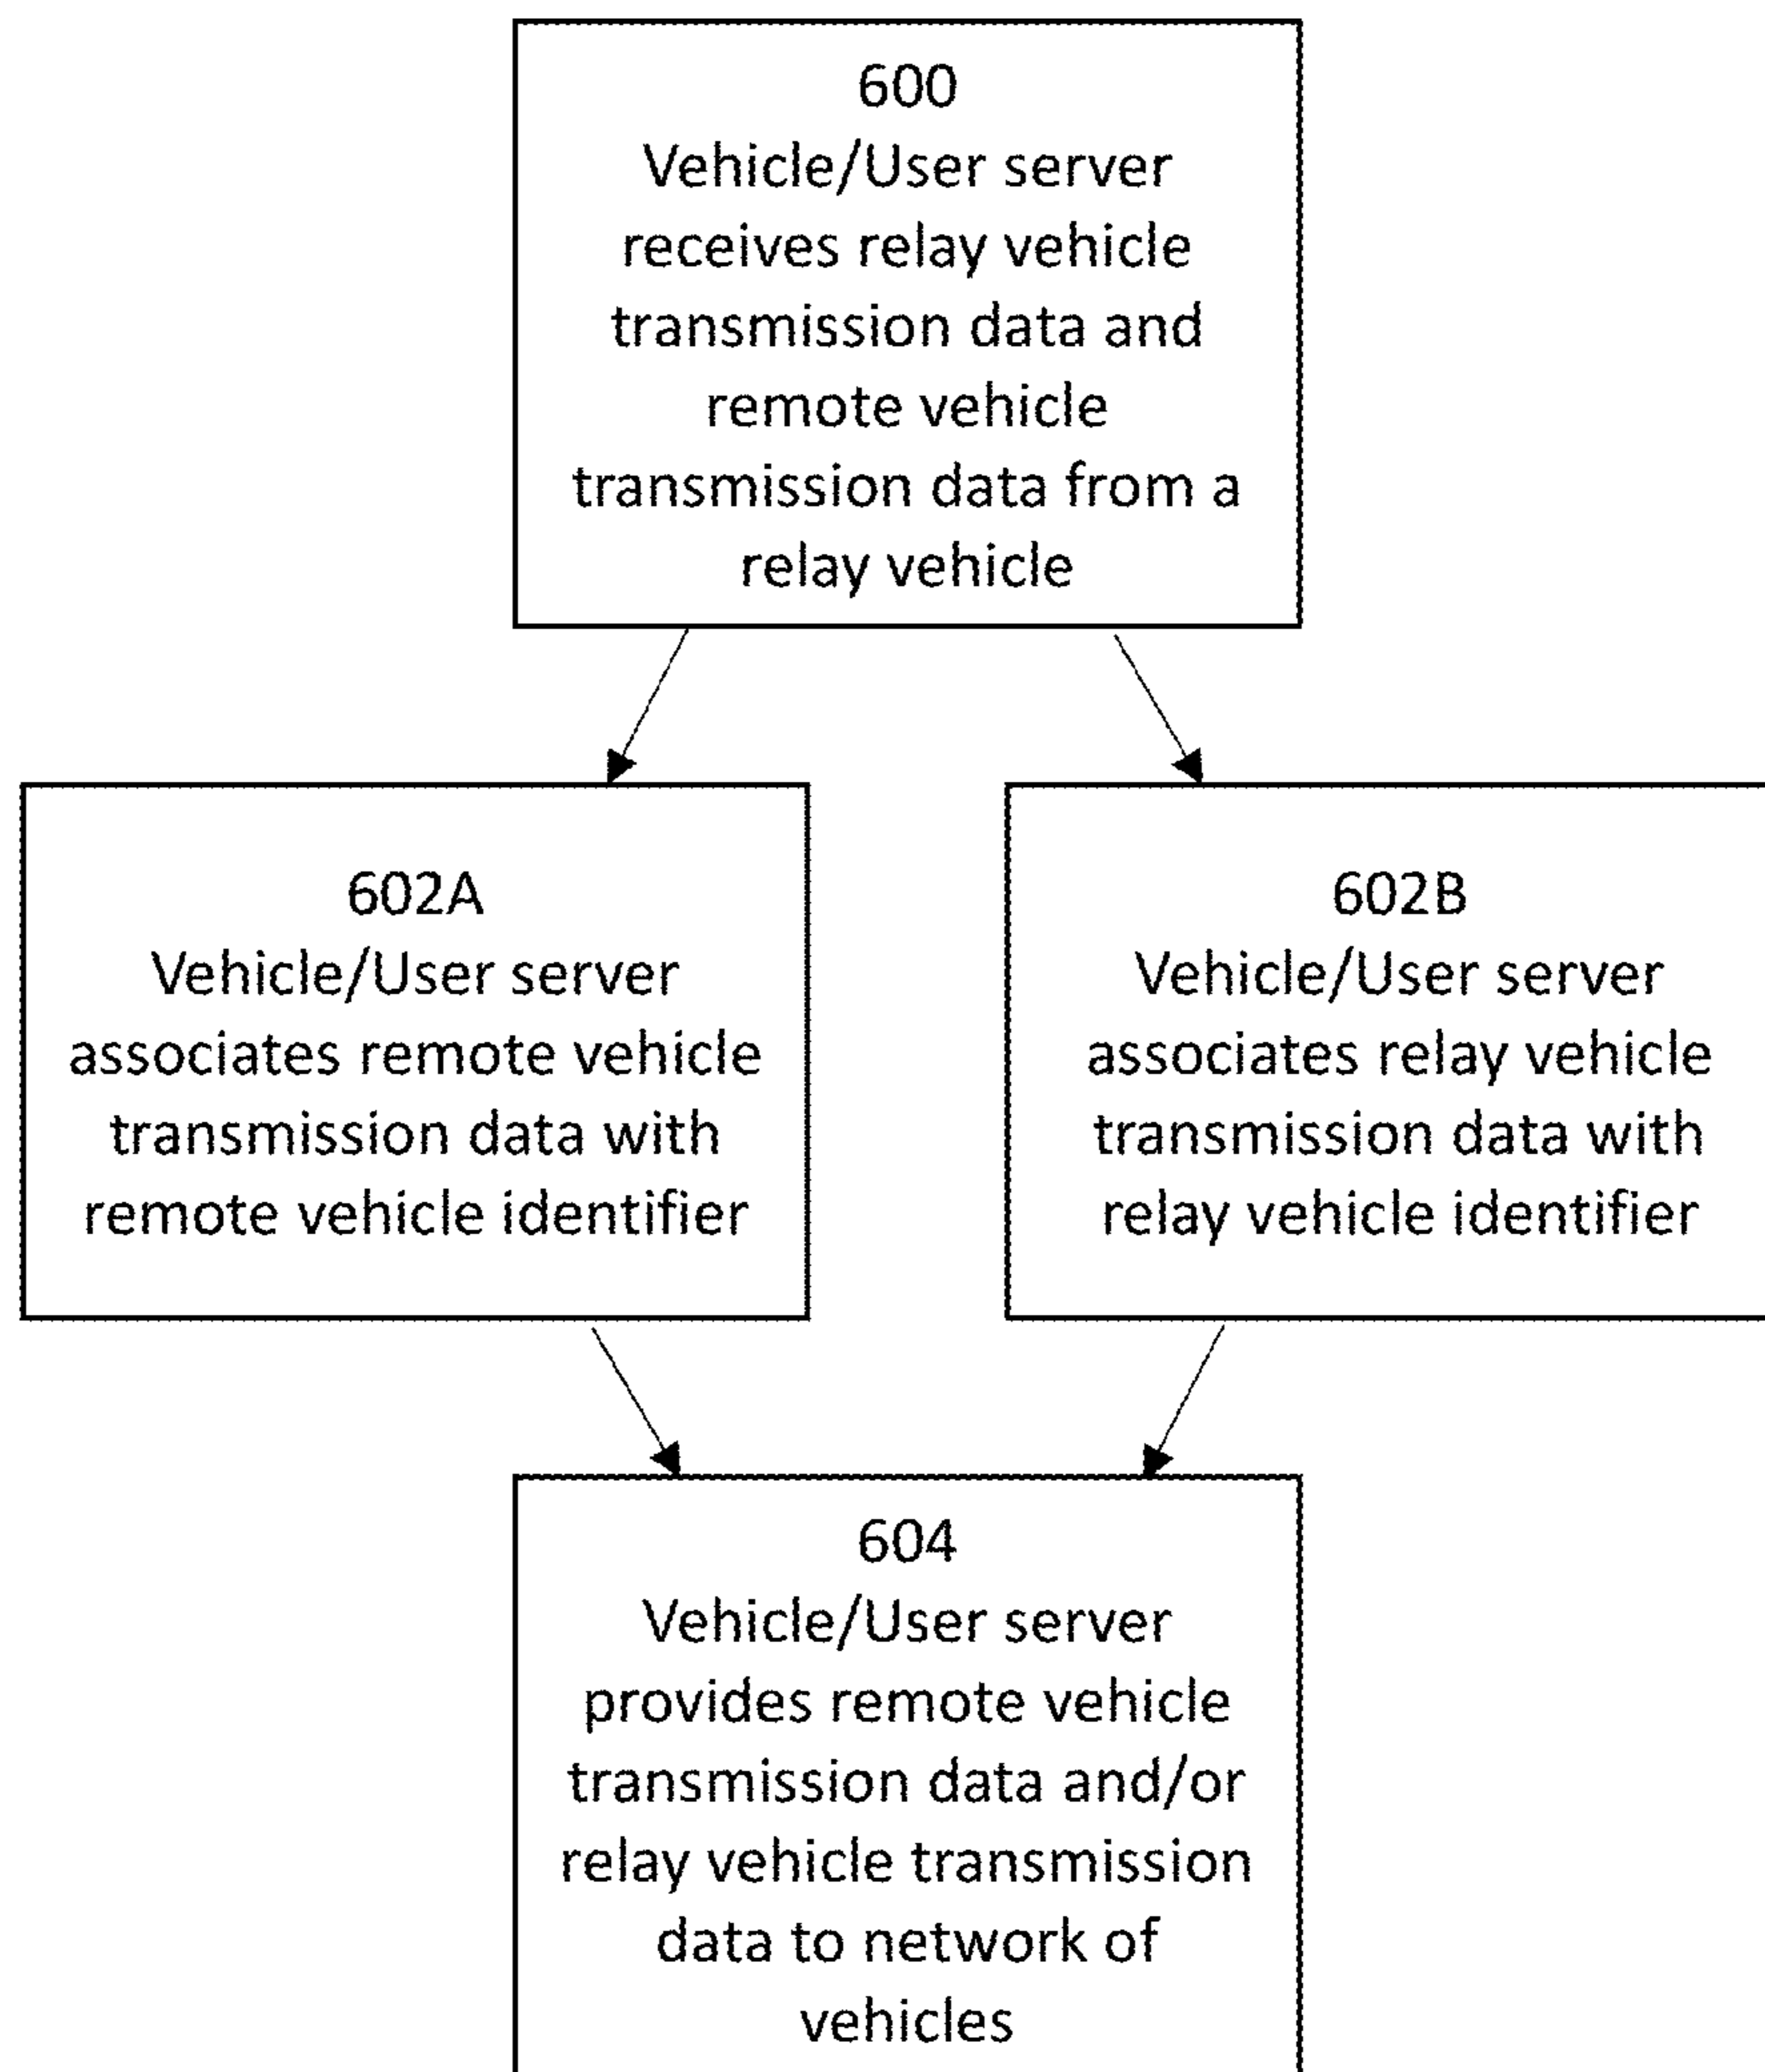 600
Vehicle/User server
receives relay vehicle
transmission data and
remote vehicle
transmission data from a
relay vehicle
602A
Vehicle/User server
associates remote vehicle
transmission data with
remote vehicle identifier
602B
Vehicle/User server
associates relay vehicle
transmission data with
relay vehicle identifier
604
Vehicle/User server
provides remote vehicle
transmission data and/or
relay vehicle transmission
data to network of
vehicles